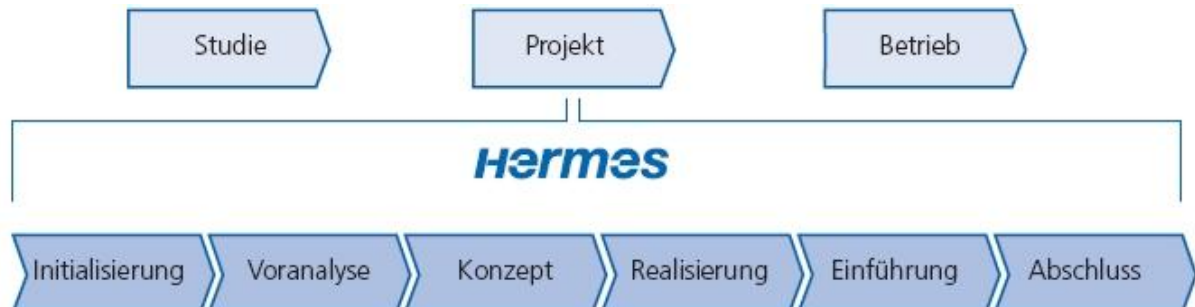 Studie
Projekt
Betrieb
Hermes
Initialisierung
Voranalyse
Konzept
Realisierung
Einführung
Abschluss